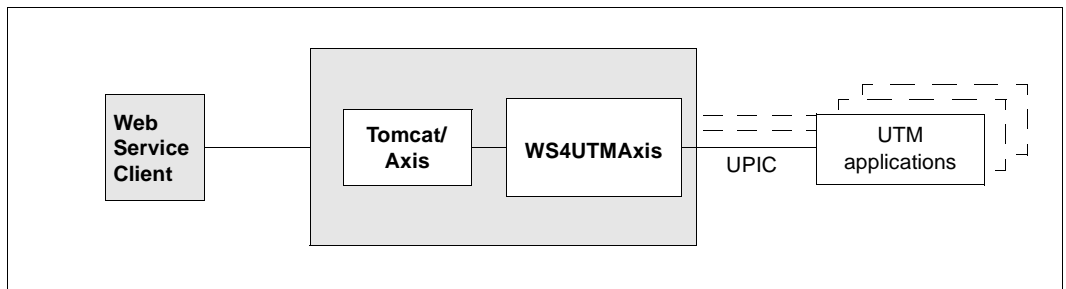 Web
Service
Client
Tomcat/
Axis
WS4UTMAxis
UPIC
UTM
applications